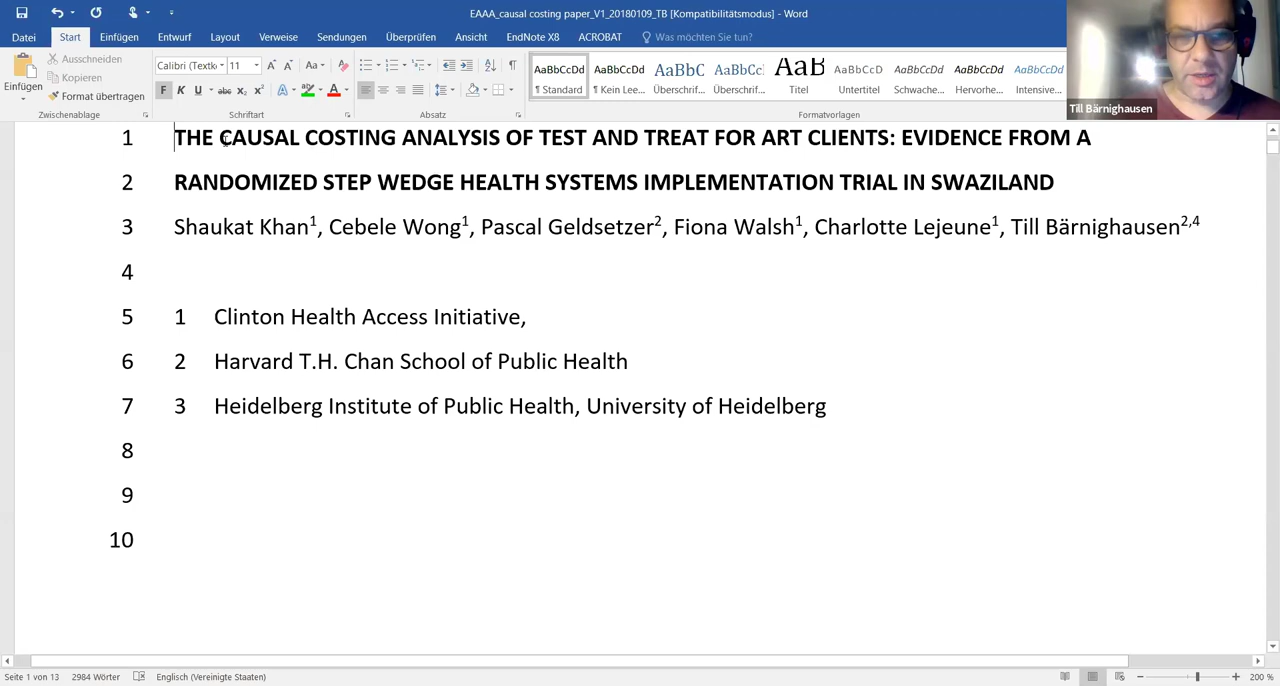 EAAA_causal costing paper_V1_20180109_TB [Kompatibilitätsmodus] - Word
Datei Start Einfügen Entwurf Layout Verweise Sendungen Überprüfen Ansicht EndNote X8 ACROBAT Was möchten Sie tun?
Einfügen
Ausschneiden
Kopieren
Format übertragen
Zwischenablage
Calibri (Textk 11
F K U abc x₂ x²
Schriftart
Absatz
AaBbCcDd AaBbCcDd AaBbC AaBbCc AaBbCcD AaBbCcDd AaBbCcDd AaBbCcDd
¶ Standard ¶ Kein Lee... Überschrif... Überschrif... Titel Untertitel Schwache... Hervorhe... Intensive...
Formatvorlagen
Till Bärnighausen
1 THE CAUSAL COSTING ANALYSIS OF TEST AND TREAT FOR ART CLIENTS: EVIDENCE FROM A
2 RANDOMIZED STEP WEDGE HEALTH SYSTEMS IMPLEMENTATION TRIAL IN SWAZILAND
3 Shaukat Khan¹, Cebele Wong¹, Pascal Geldsetzer², Fiona Walsh¹, Charlotte Lejeune¹, Till Bärnighausen²,⁴
4
5 1 Clinton Health Access Initiative,
6 2 Harvard T.H. Chan School of Public Health
7 3 Heidelberg Institute of Public Health, University of Heidelberg
8
9
10
Seite 1 von 13 2984 Wörter Englisch (Vereinigte Staaten) 200 %